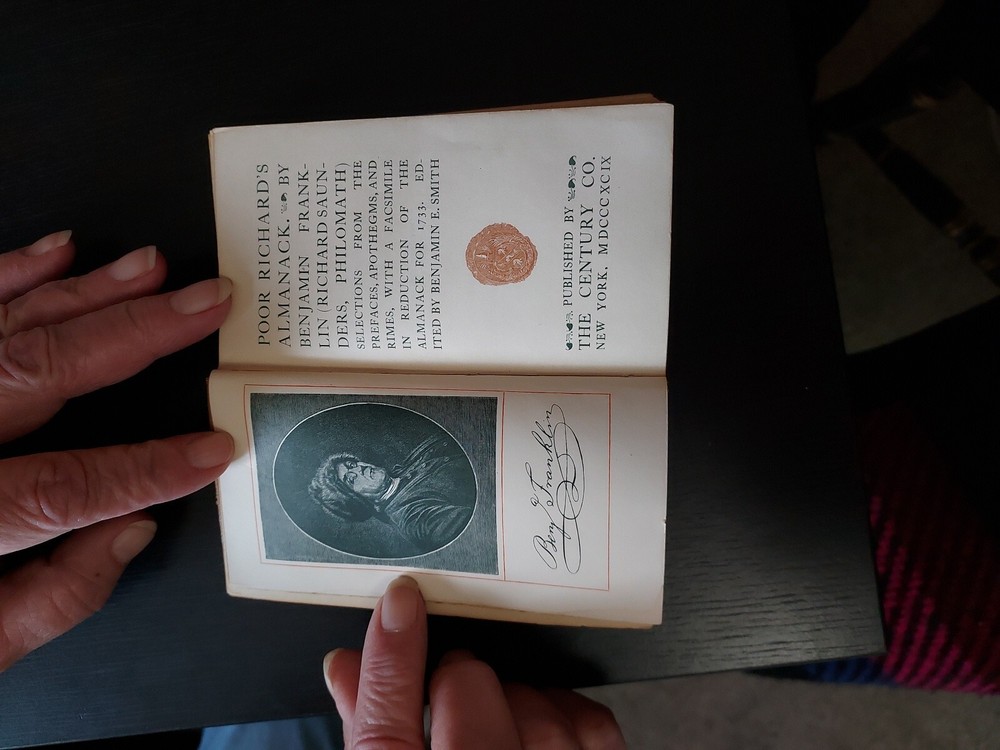 Benj Franklin
POOR RICHARD'S
ALMANACK. BY
BENJAMIN FRANK-
LIN (RICHARD SAUN-
DERS, PHILOMATH)
SELECTIONS FROM THE
PREFACES, APOTHEGMS, AND
RIMES, WITH A FACSIMILE
IN REDUCTION OF THE
ALMANACK FOR 1733. ED-
ITED BY BENJAMIN E. SMITH
PUBLISHED BY
THE CENTURY CO.
NEW YORK. MDCCCXCIX